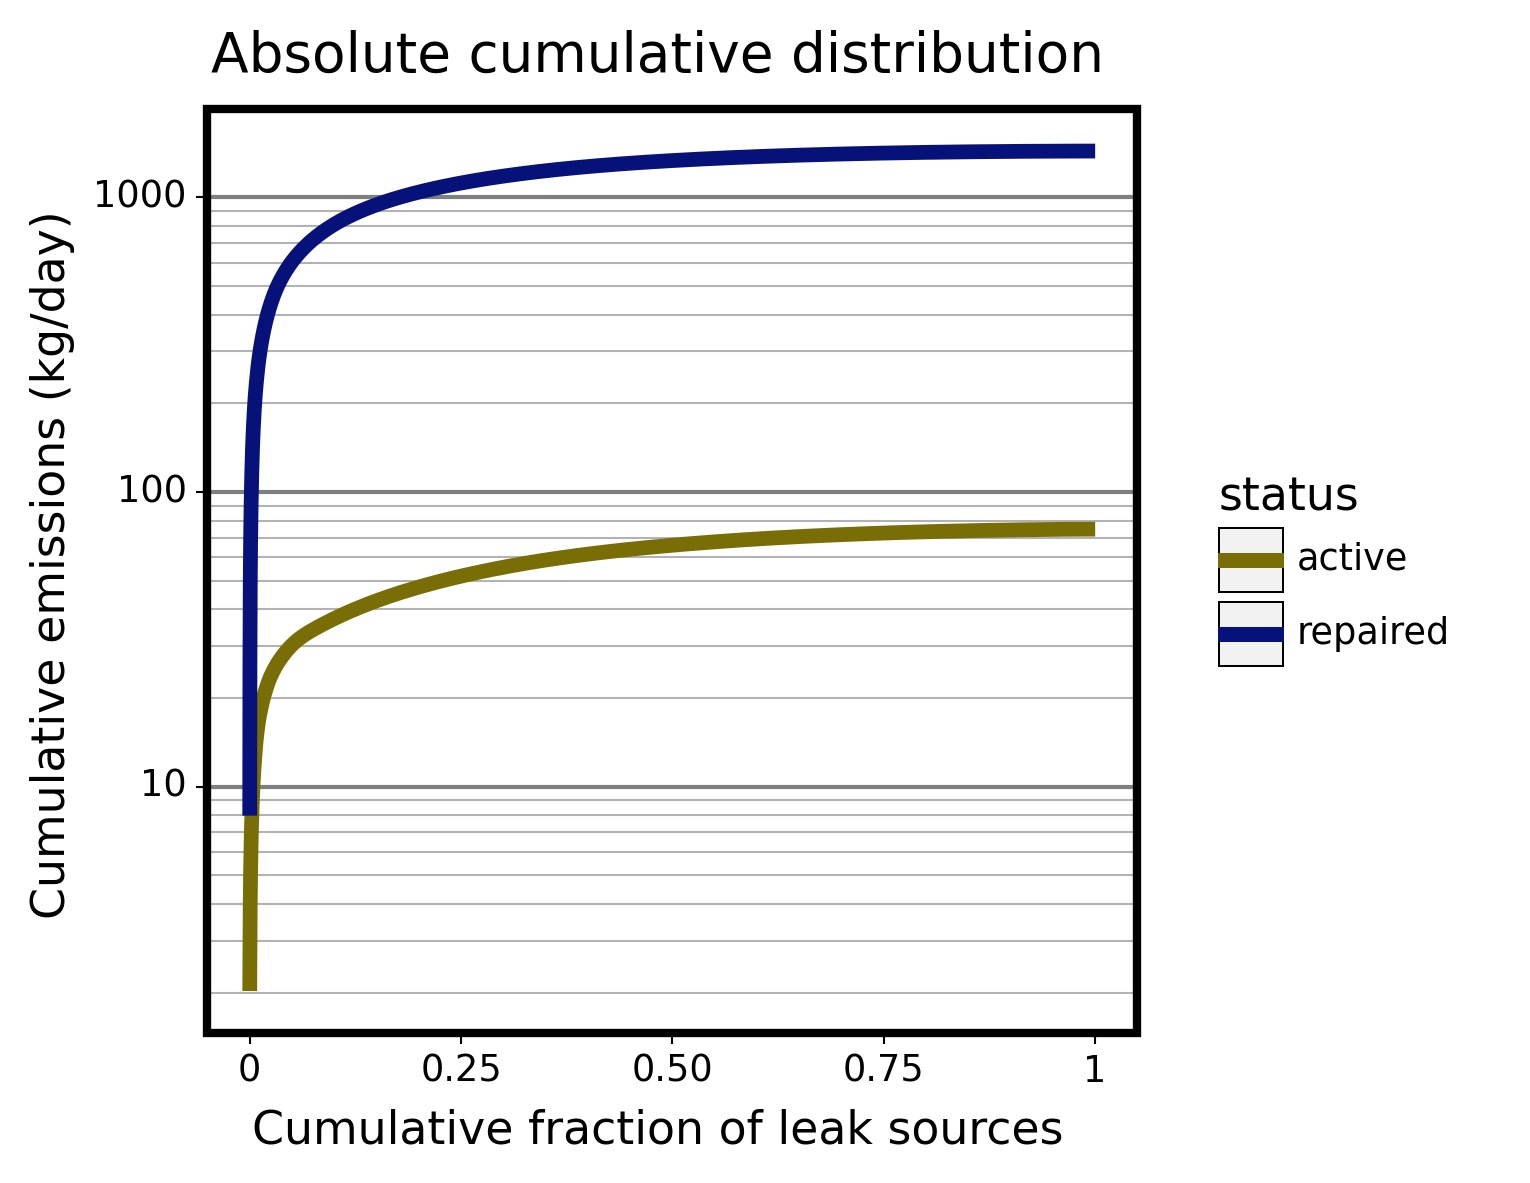 Absolute cumulative distribution
Cumulative emissions (kg/day)
1000
100
10
0
0.25
0.50
0.75
1
Cumulative fraction of leak sources
status
active
repaired